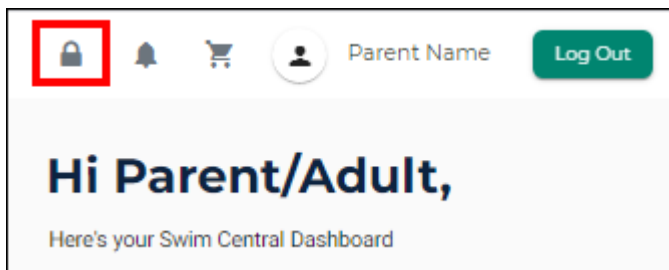 Parent Name
Log Out
Hi Parent/Adult,
Here's your Swim Central Dashboard